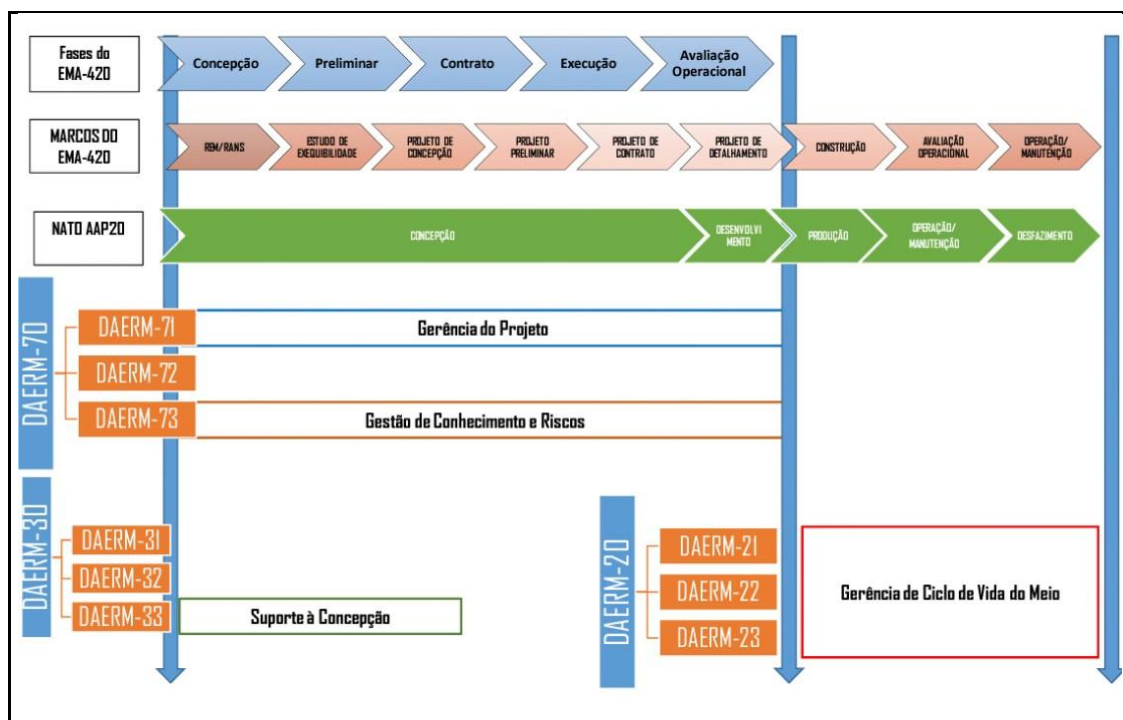 Fases do
EMA-420
Concepção
Preliminar
Contrato
Execução
Avaliação
Operacional
MARCOS DO
EMA-420
REM/RANS
ESTUDO DE
EXEQUIBILIDADE
PROJETO DE
CONCEPÇÃO
PROJETO
PRELIMINAR
PROJETO DE
CONTRATO
PROJETO DE
DETALHAMENTO
CONSTRUÇÃO
AVALIAÇÃO
OPERACIONAL
OPERAÇÃO/
MANUTENÇÃO
NATO AAP20
CONCEPÇÃO
DESENVOLVI
MENTO
PRODUÇÃO
OPERAÇÃO/
MANUTENÇÃO
DESFAZIMENTO
DAERM-70
DAERM-71
Gerência do Projeto
DAERM-72
DAERM-73
Gestão de Conhecimento e Riscos
DAERM-30
DAERM-31
DAERM-32
DAERM-33
Suporte à Concepção
DAERM-20
DAERM-21
DAERM-22
DAERM-23
Gerência de Ciclo de Vida do Meio